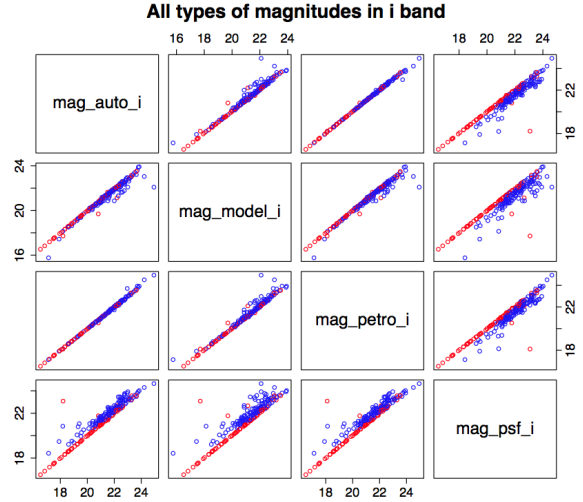 All types of magnitudes in i band
16 18 20 22 24
18 20 22 24
mag_auto_i
18 22
16 20 24
mag_model_i
mag_petro_i
18 22
18 22
mag_psf_i
18 20 22 24
18 20 22 24